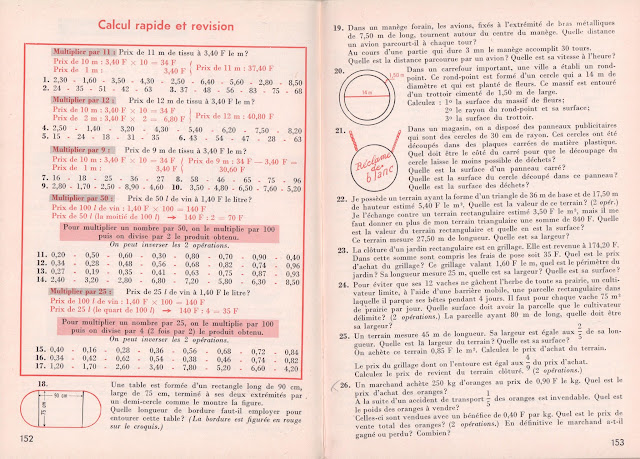 Calcul rapide et revision
Multiplier par 11 : Prix de 11 m de tissu à 3,40 F le m ?
Prix de 10 m : 3,40 F × 10 = 34 F
Prix de 1 m : 3,40 F
Prix de 11 m : 37,40 F
1. 2,30 - 1,60 - 3,50 - 4,30 - 2,50 - 6,40 - 5,60 - 2,80 - 8,50
2. 24 - 35 - 51 - 42 - 63 3. 37 - 48 - 56 - 83 - 75 - 68
Multiplier par 12 : Prix de 12 m de tissu à 3,40 F le m ?
Prix de 10 m : 3,40 F × 10 = 34 F
Prix de 2 m : 3,40 F × 2 = 6,80 F
Prix de 12 m : 40,80 F
4. 2,50 - 1,40 - 3,20 - 4,30 - 5,40 - 6,20 - 7,50 - 8,20
5. 15 - 24 - 18 - 31 - 35 6. 43 - 54 - 47 - 28 - 63
Multiplier par 9 : Prix de 9 m de tissu à 3,40 F le m ?
Prix de 10 m : 3,40 F × 10 = 34 F
Prix de 1 m : 3,40 F
Prix de 9 m : 34 F — 3,40 F =
30,60 F
7. 16 - 18 - 25 - 36 - 27 8. 58 - 46 - 65 - 75 - 96
9. 2,80 - 1,70 - 2,50 - 8,90 - 4,60 10. 3,50 - 4,80 - 6,50 - 7,60 - 5,20
Multiplier par 50 : Prix de 50 l de vin à 1,40 F le litre ?
Prix de 100 l de vin : 1,40 F × 100 = 140 F
Prix de 50 l (la moitié de 100 l) → 140 F : 2 = 70 F
Pour multiplier un nombre par 50, on le multiplie par 100
puis on divise par 2 le produit obtenu.
On peut inverser les 2 opérations.
11. 0,20 - 0,50 - 0,60 - 0,30 - 0,80 - 0,70 - 0,90 - 0,40
12. 0,34 - 0,28 - 0,48 - 0,56 - 0,68 - 0,82 - 0,74 - 0,96
13. 0,27 - 0,19 - 0,35 - 0,41 - 0,63 - 0,75 - 0,87 - 0,93
14. 2,40 - 3,20 - 2,80 - 6,80 - 7,20 - 5,80 - 6,30 - 8,50
Multiplier par 25 : Prix de 25 l de vin à 1,40 F le litre ?
Prix de 100 l de vin : 1,40 F × 100 = 140 F
Prix de 25 l (le quart de 100 l) → 140 F : 4 = 35 F
Pour multiplier un nombre par 25, on le multiplie par 100
puis on divise par 4 (2 fois par 2) le produit obtenu.
On peut inverser les 2 opérations.
15. 0,40 - 0,16 - 0,28 - 0,36 - 0,56 - 0,68 - 0,72 - 0,84
16. 0,34 - 0,42 - 0,62 - 0,54 - 0,38 - 0,46 - 0,74 - 0,82
17. 1,20 - 1,70 - 2,60 - 3,40 - 7,80 - 5,20 - 6,60 - 4,20
18. Une table est formée d'un rectangle long de 90 cm,
large de 75 cm, terminé à ses deux extrémités par
un demi-cercle comme le montre la figure.
Quelle longueur de bordure faut-il employer pour
entourer cette table ? (La bordure est figurée en rouge
sur le croquis.)
90 cm
75 cm
152
19. Dans un manège forain, les avions, fixés à l'extrémité de bras métalliques
de 7,50 m de long, tournent autour du centre du manège. Quelle distance
un avion parcourt-il à chaque tour ?
Au cours d'une partie qui dure 3 mn le manège accomplit 30 tours.
Quelle est la distance parcourue par un avion ? Quelle est sa vitesse à l'heure ?
20. Dans un carrefour important, une ville a établi un rond-
point. Ce rond-point est formé d'un cercle qui a 14 m de
diamètre et qui est planté de fleurs. Ce massif est entouré
d'un trottoir cimenté de 1,50 m de large.
Calculez : 1º la surface du massif de fleurs;
2º le rayon du rond-point et sa surface;
3º la surface du trottoir.
1,50 m
14 m
21. Dans un magasin, on a disposé des panneaux publicitaires
qui sont des cercles de 30 cm de rayon. Ces cercles ont été
découpés dans des plaques carrées de matière plastique.
Quel doit être le côté du carré pour que le découpage du
cercle laisse le moins possible de déchets ?
Quelle est la surface d'un panneau carré ?
Quelle est la surface du cercle découpé dans ce panneau ?
Quelle est la surface des déchets ?
Réclame
de
blanc
22. Je possède un terrain ayant la forme d'un triangle de 36 m de base et de 17,50 m
de hauteur estimé 5,40 F le m². Quelle est la valeur de ce terrain ? (2 opér.)
Je l'échange contre un terrain rectangulaire estimé 3,50 F le m², mais il me
faut donner en plus de mon terrain triangulaire une somme de 840 F. Quelle
est la valeur du terrain rectangulaire et quelle en est la surface ?
Ce terrain mesure 27,50 m de longueur. Quelle est sa largeur ?
23. La clôture d'un jardin rectangulaire est en grillage. Elle est revenue à 174,20 F.
Dans cette somme sont compris les frais de pose soit 35 F. Quel est le prix
d'achat du grillage ? Ce grillage valant 1,60 F le m, quel est le périmètre du
jardin ? Sa longueur mesure 25 m, quelle est sa largeur ? Quelle est sa surface ?
24. Pour éviter que ses 12 vaches ne gâchent l'herbe de toute sa prairie, un culti-
vateur limite, à l'aide d'une barrière mobile, une parcelle rectangulaire dans
laquelle il parque ses bêtes pendant 4 jours. Il faut pour chaque vache 75 m²
de prairie par jour. Quelle surface doit avoir la parcelle que le cultivateur
délimite ? (2 opérations.) La parcelle ayant 80 m de long, quelle doit être
sa largeur ?
25. Un terrain mesure 45 m de longueur. Sa largeur est égale aux 2/5 de sa lon-
gueur. Quelle est la largeur du terrain ? Quelle est sa surface ?
On achète ce terrain 0,85 F le m². Calculez le prix d'achat du terrain.
Le prix du grillage dont on l'entoure est égal aux 4/9 du prix d'achat.
Calculez le prix de revient du terrain clôturé. (2 opérations.)
26. Un marchand achète 250 kg d'oranges au prix de 0,90 F le kg. Quel est le
prix d'achat des oranges ?
A la suite d'un accident de transport 1/5 des oranges est invendable. Quel est
le poids des oranges à vendre ?
Celles-ci sont vendues avec un bénéfice de 0,40 F par kg. Quel est le prix de
vente total des oranges ? (2 opérations.) En définitive le marchand a-t-il
gagné ou perdu ? Combien ?
153